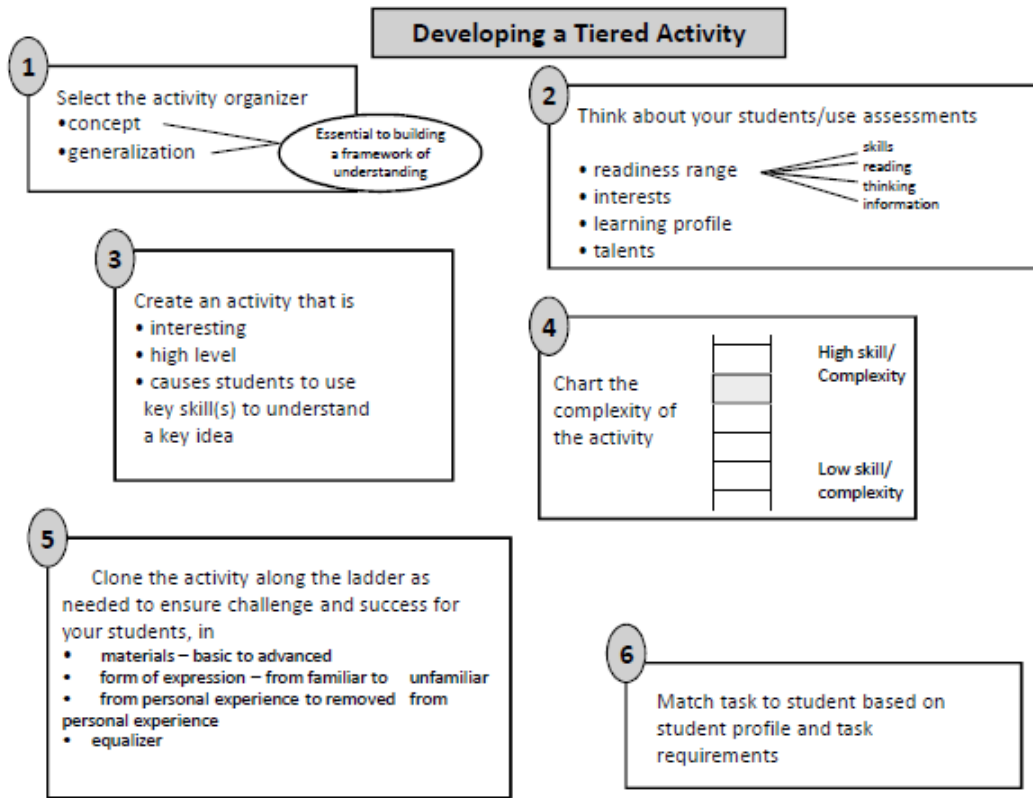 Developing a Tiered Activity
1
Select the activity organizer
•concept
•generalization
Essential to building
a framework of
understanding
2
Think about your students/use assessments
• readiness range
• interests
• learning profile
• talents
skills
reading
thinking
information
3
Create an activity that is
• interesting
• high level
• causes students to use
key skill(s) to understand
a key idea
4
Chart the
complexity of
the activity
High skill/
Complexity
Low skill/
complexity
5
Clone the activity along the ladder as
needed to ensure challenge and success for
your students, in
• materials – basic to advanced
• form of expression – from familiar to unfamiliar
• from personal experience to removed from
personal experience
• equalizer
6
Match task to student based on
student profile and task
requirements